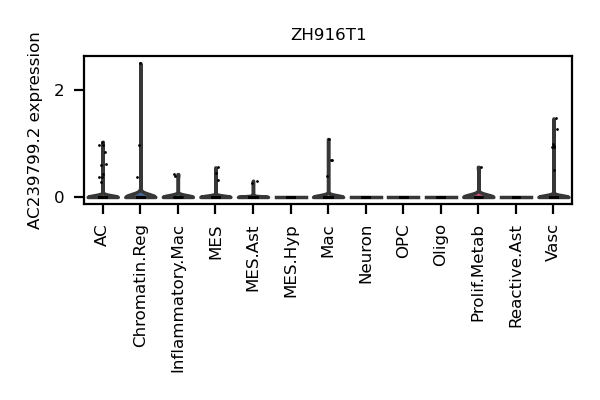 ZH916T1
AC239799.2 expression
2
0
AC
Chromatin.Reg
Inflammatory.Mac
MES
MES.Ast
MES.Hyp
Mac
Neuron
OPC
Oligo
Prolif.Metab
Reactive.Ast
Vasc